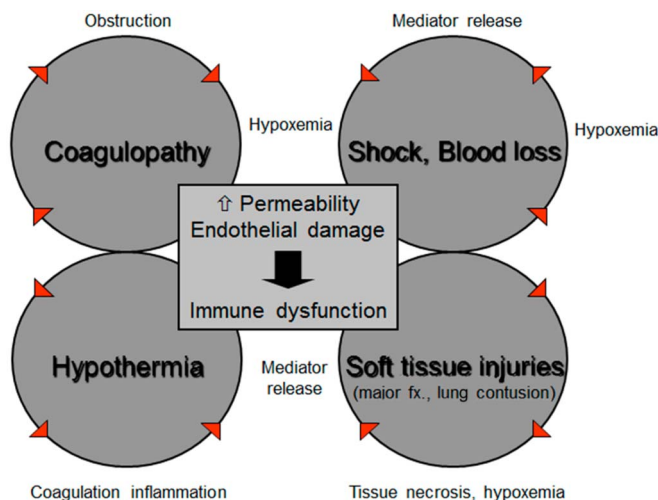 Obstruction
Mediator release
Hypoxemia
Hypoxemia
Coagulopathy
Shock, Blood loss
⇧ Permeability
Endothelial damage
Immune dysfunction
Hypothermia
Mediator
release
Soft tissue injuries
(major fx., lung contusion)
Coagulation inflammation
Tissue necrosis, hypoxemia